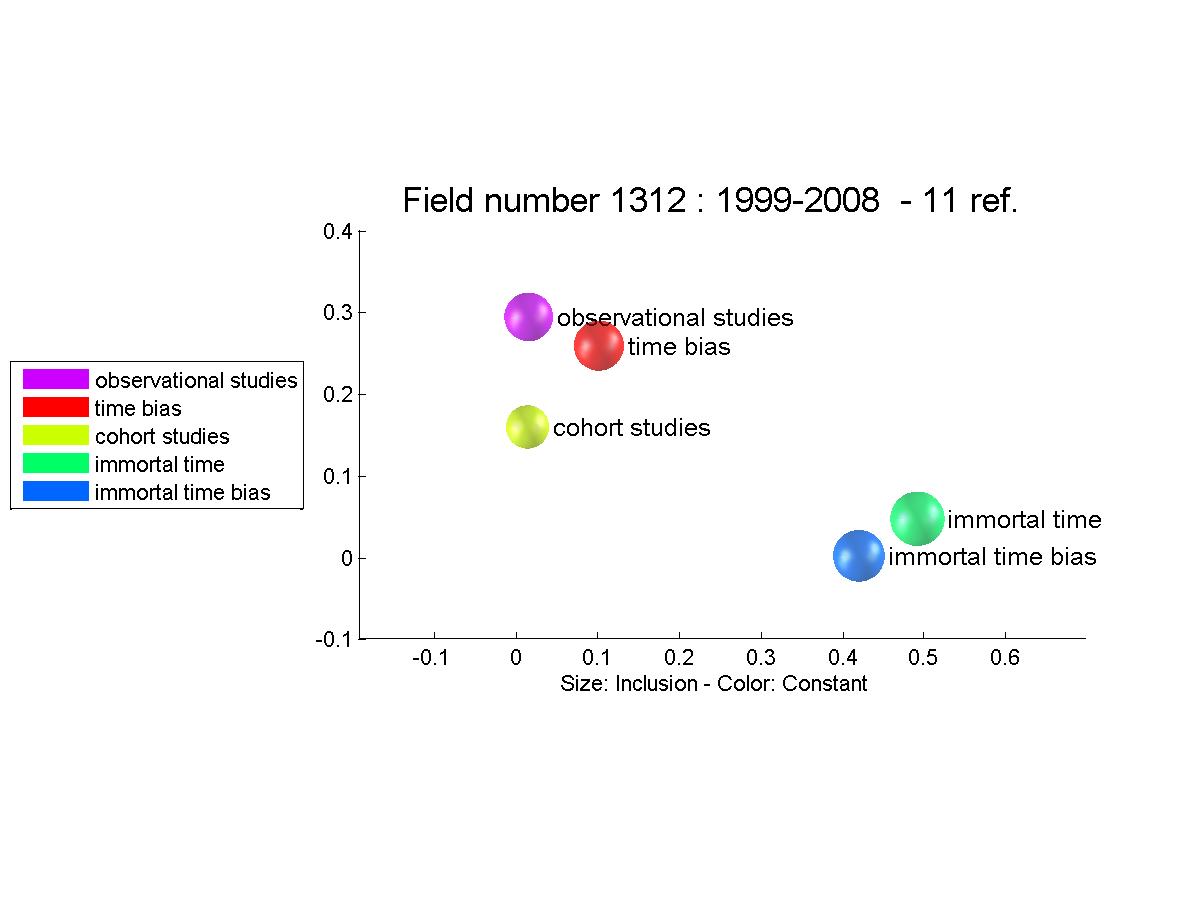 Field number 1312 : 1999-2008  - 11 ref.
0.4
0.3
0.2
0.1
0
-0.1
observational studies
time bias
cohort studies
immortal time
immortal time bias
observational studies
time bias
cohort studies
immortal time
immortal time bias
-0.1 0 0.1 0.2 0.3 0.4 0.5 0.6
Size: Inclusion - Color: Constant